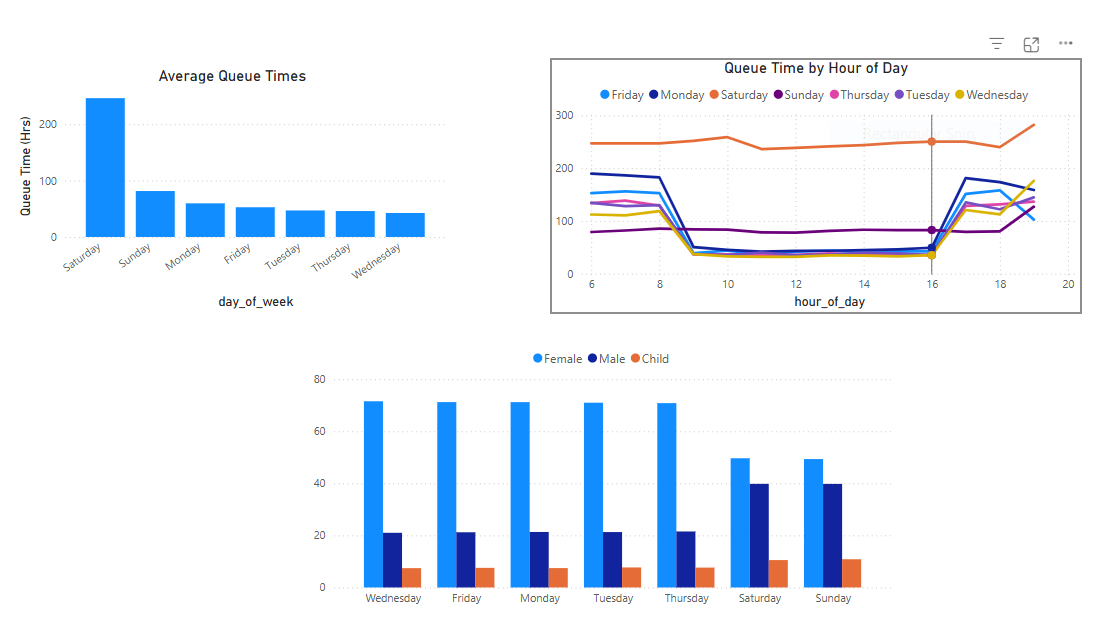 Average Queue Times
Queue Time (Hrs)
200
100
0
Saturday
Sunday
Monday
Friday
Tuesday
Thursday
Wednesday
day_of_week
Queue Time by Hour of Day
Friday Monday Saturday Sunday Thursday Tuesday Wednesday
300
200
100
0
6 8 10 12 14 16 18 20
hour_of_day
Female Male Child
80
60
40
20
0
Wednesday Friday Monday Tuesday Thursday Saturday Sunday